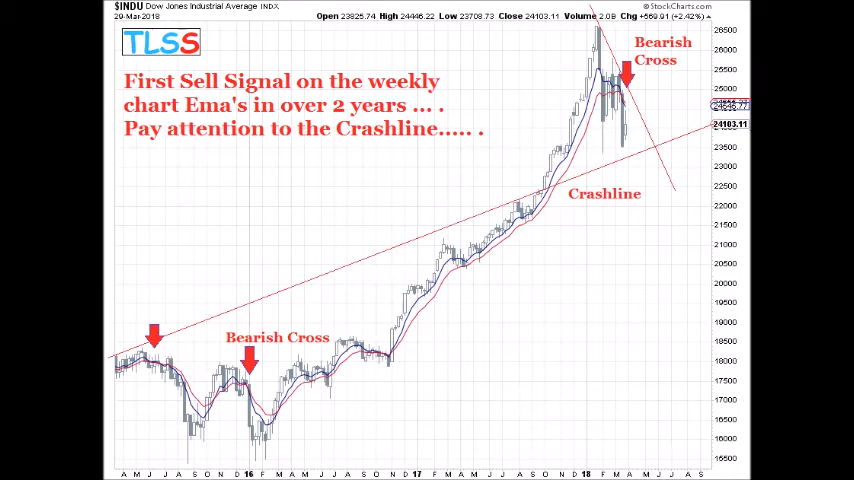 $INDU Dow Jones Industrial Average INDX
© StockCharts.com
29-Mar-2018
Open 23825.74 High 24446.22 Low 23708.73 Close 24103.11 Volume 2.0B Chg +569.91 (+2.42%)
TLSS
First Sell Signal on the weekly
chart Ema's in over 2 years ... .
Pay attention to the Crashline..... .
Bearish
Cross
Crashline
Bearish Cross
26500
26000
25500
25000
24546.77
24103.11
23500
23000
22500
22000
21500
21000
20500
20000
19500
19000
18500
18000
17500
17000
16500
16000
15500
A M J J A S O N D 16 F M A M J J A S O N D 17 F M A M J J A S O N D 18 F M A M J J A S